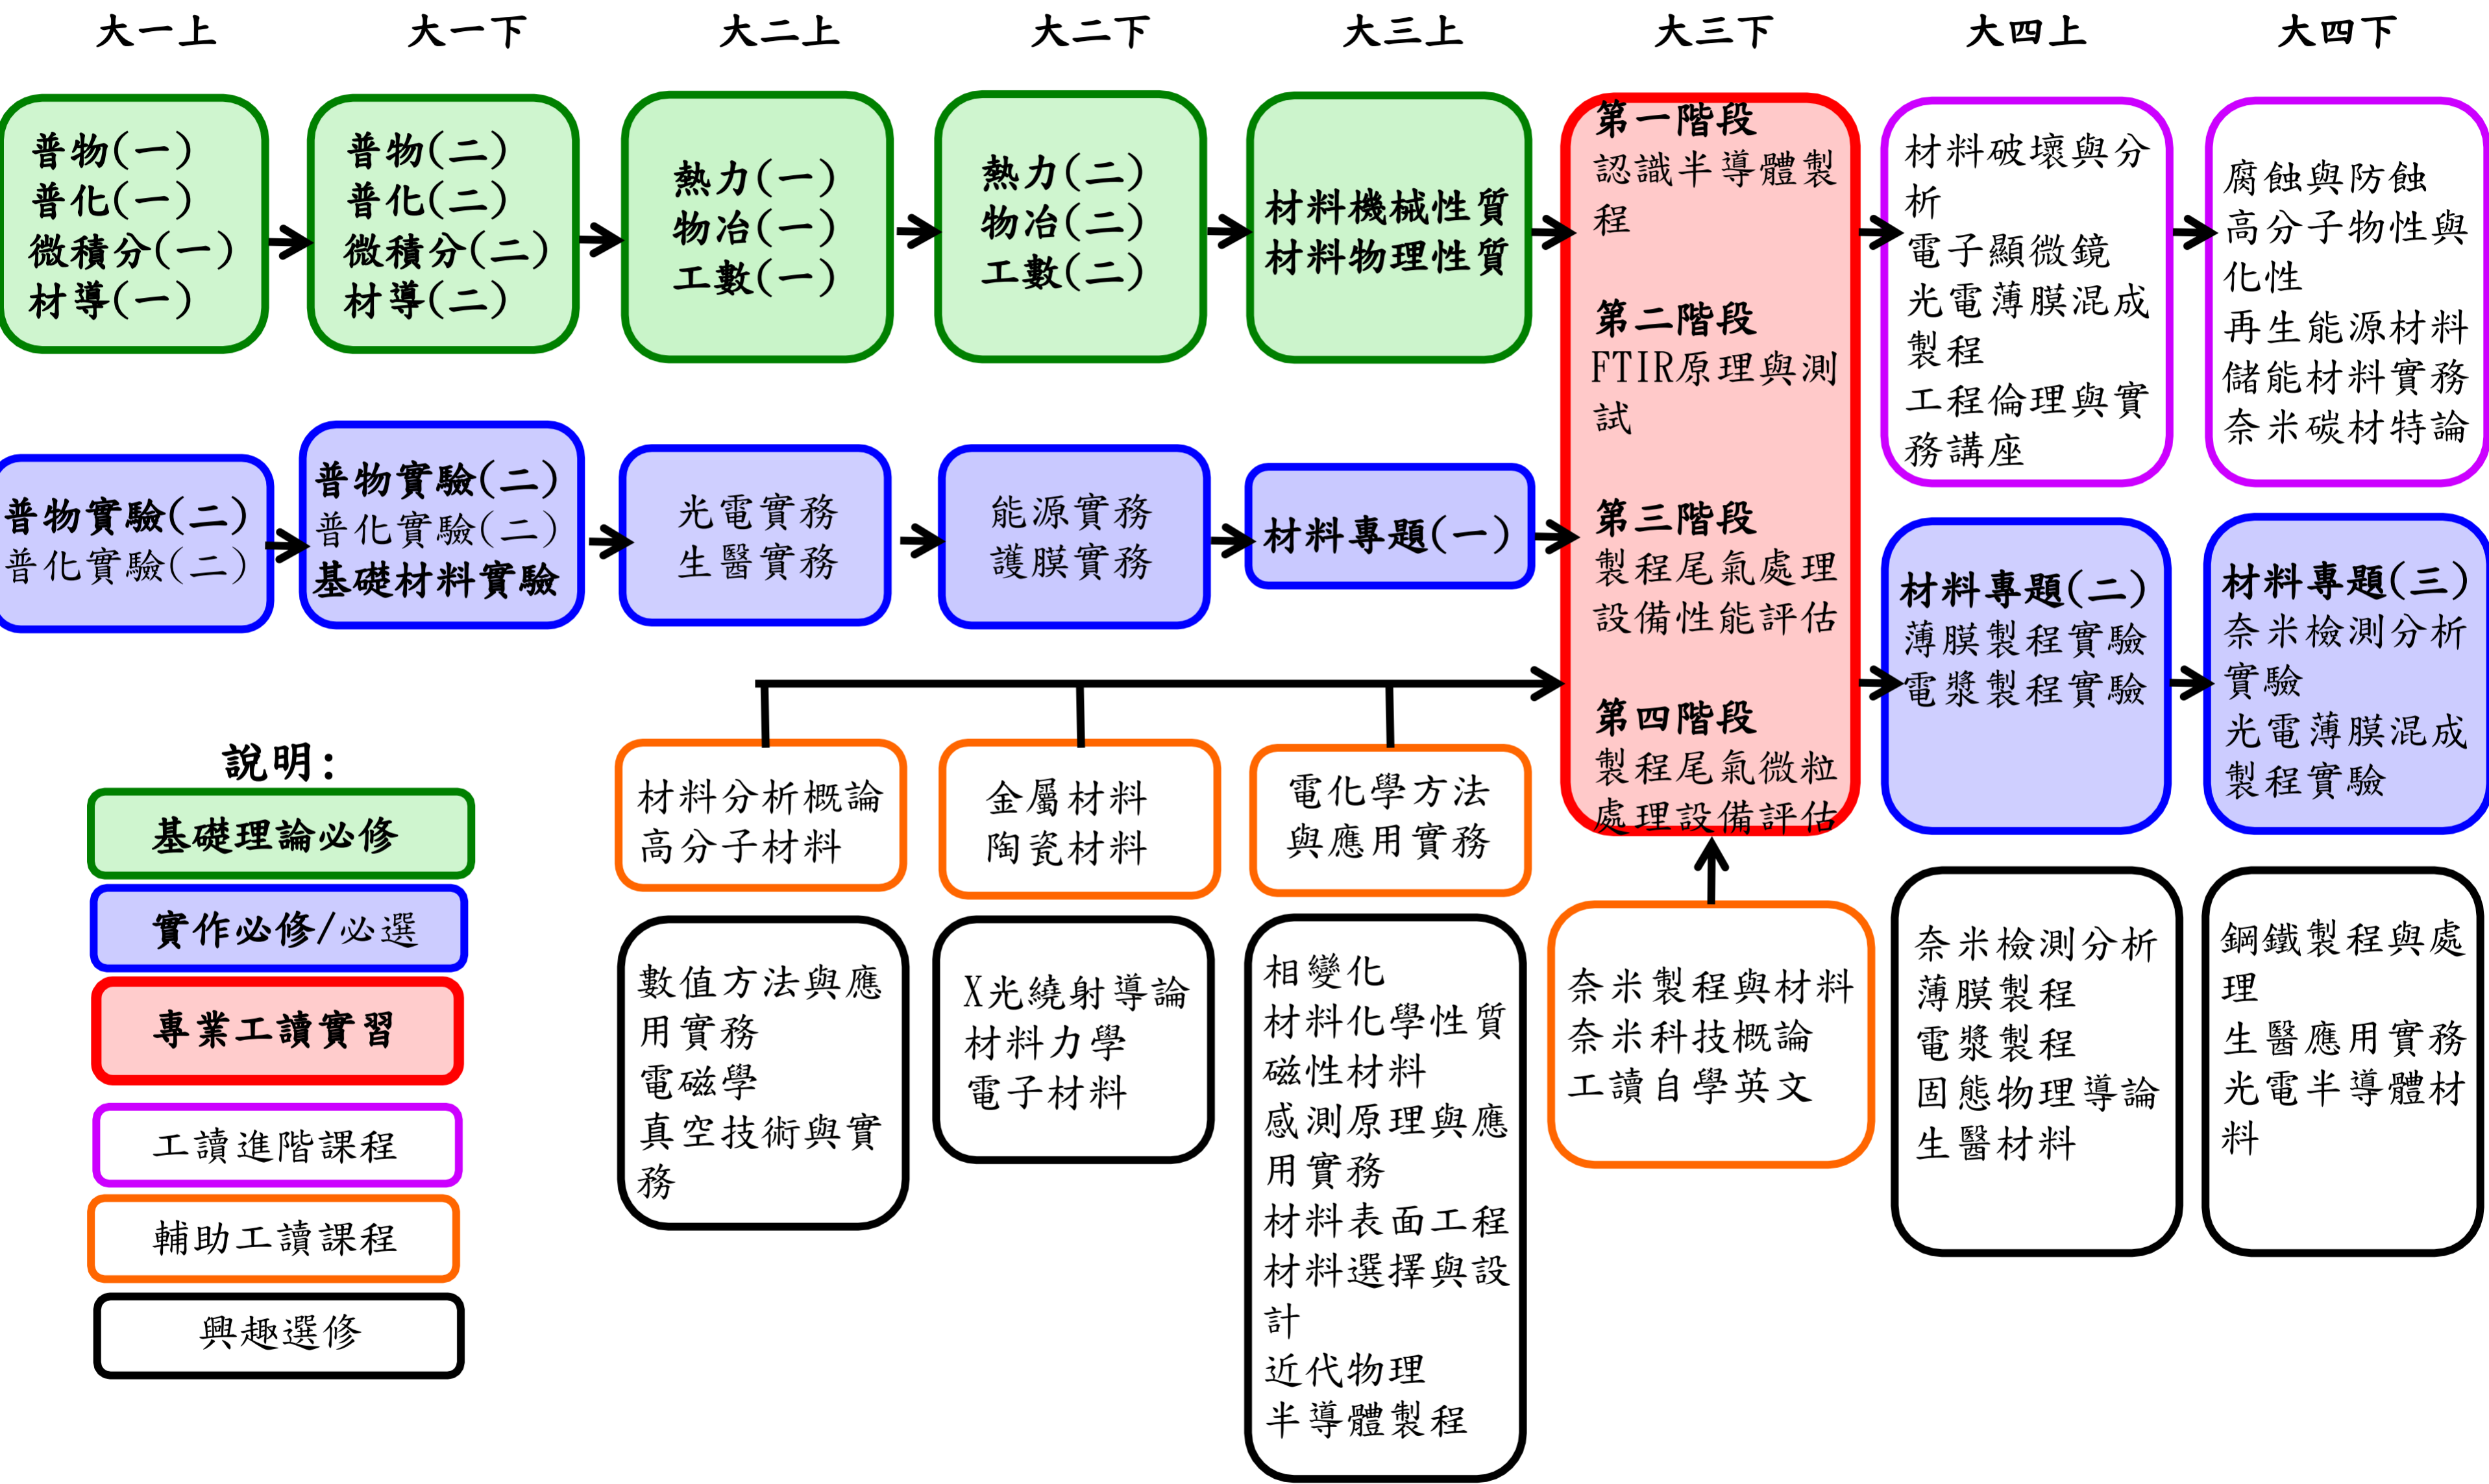 大一上
大一下
大二上
大二下
大三上
大三下
大四上
大四下
普物(一)
普化(一)
微積分(一)
材導(一)
普物(二)
普化(二)
微積分(二)
材導(二)
熱力(一)
物冶(一)
工數(一)
熱力(二)
物冶(二)
工數(二)
材料機械性質
材料物理性質
第一階段
認識半導體製
程
第二階段
FTIR原理與測
試
第三階段
製程尾氣處理
設備性能評估
第四階段
製程尾氣微粒
處理設備評估
材料破壞與分
析
電子顯微鏡
光電薄膜混成
製程
工程倫理與實
務講座
腐蝕與防蝕
高分子物性與
化性
再生能源材料
儲能材料實務
奈米碳材特論
普物實驗(二)
普化實驗(二)
普物實驗(二)
普化實驗(二)
基礎材料實驗
光電實務
生醫實務
能源實務
護膜實務
材料專題(一)
材料專題(二)
薄膜製程實驗
電漿製程實驗
材料專題(三)
奈米檢測分析
實驗
光電薄膜混成
製程實驗
說明:
基礎理論必修
實作必修/必選
專業工讀實習
工讀進階課程
輔助工讀課程
興趣選修
材料分析概論
高分子材料
金屬材料
陶瓷材料
電化學方法
與應用實務
數值方法與應
用實務
電磁學
真空技術與實
務
X光繞射導論
材料力學
電子材料
相變化
材料化學性質
磁性材料
感測原理與應
用實務
材料表面工程
材料選擇與設
計
近代物理
半導體製程
奈米製程與材料
奈米科技概論
工讀自學英文
奈米檢測分析
薄膜製程
電漿製程
固態物理導論
生醫材料
鋼鐵製程與處
理
生醫應用實務
光電半導體材
料